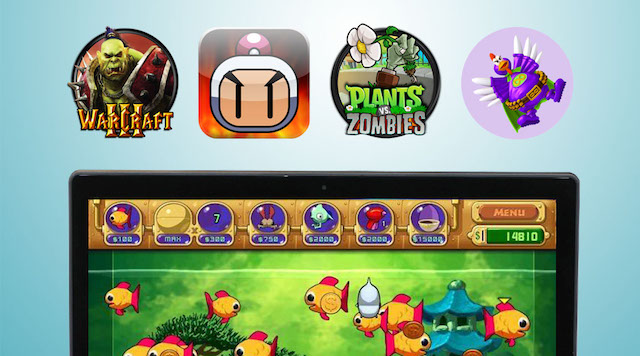 WARCRAFT
III
PLANTS
VS.
ZOMBIES
7
MENU
$100
MAX
$300
$750
$2000
$2000
$15000
$ 14810